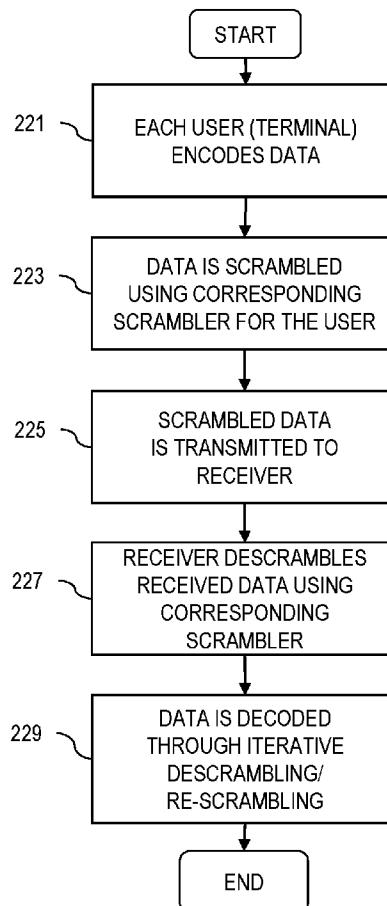 START
221
EACH USER (TERMINAL)
ENCODES DATA
223
DATA IS SCRAMBLED
USING CORRESPONDING
SCRAMBLER FOR THE USER
225
SCRAMBLED DATA
IS TRANSMITTED TO
RECEIVER
227
RECEIVER DESCRAMBLES
RECEIVED DATA USING
CORRESPONDING
SCRAMBLER
229
DATA IS DECODED
THROUGH ITERATIVE
DESCRAMBLING/
RE-SCRAMBLING
END